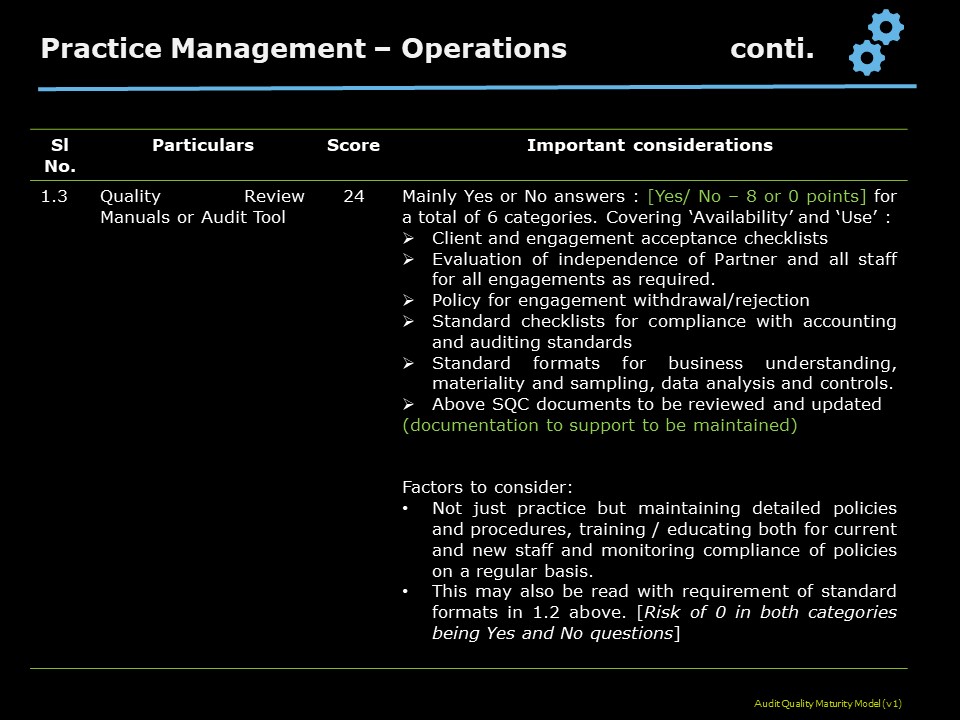 Practice Management – Operations conti.
Sl No. Particulars Score Important considerations
1.3 Quality Review Manuals or Audit Tool 24
Mainly Yes or No answers : [Yes/ No – 8 or 0 points] for
a total of 6 categories. Covering ‘Availability’ and ‘Use’ :
➢ Client and engagement acceptance checklists
➢ Evaluation of independence of Partner and all staff
for all engagements as required.
➢ Policy for engagement withdrawal/rejection
➢ Standard checklists for compliance with accounting
and auditing standards
➢ Standard formats for business understanding,
materiality and sampling, data analysis and controls.
➢ Above SQC documents to be reviewed and updated
(documentation to support to be maintained)
Factors to consider:
• Not just practice but maintaining detailed policies
and procedures, training / educating both for current
and new staff and monitoring compliance of policies
on a regular basis.
• This may also be read with requirement of standard
formats in 1.2 above. [Risk of 0 in both categories
being Yes and No questions]
Audit Quality Maturity Model (v1)